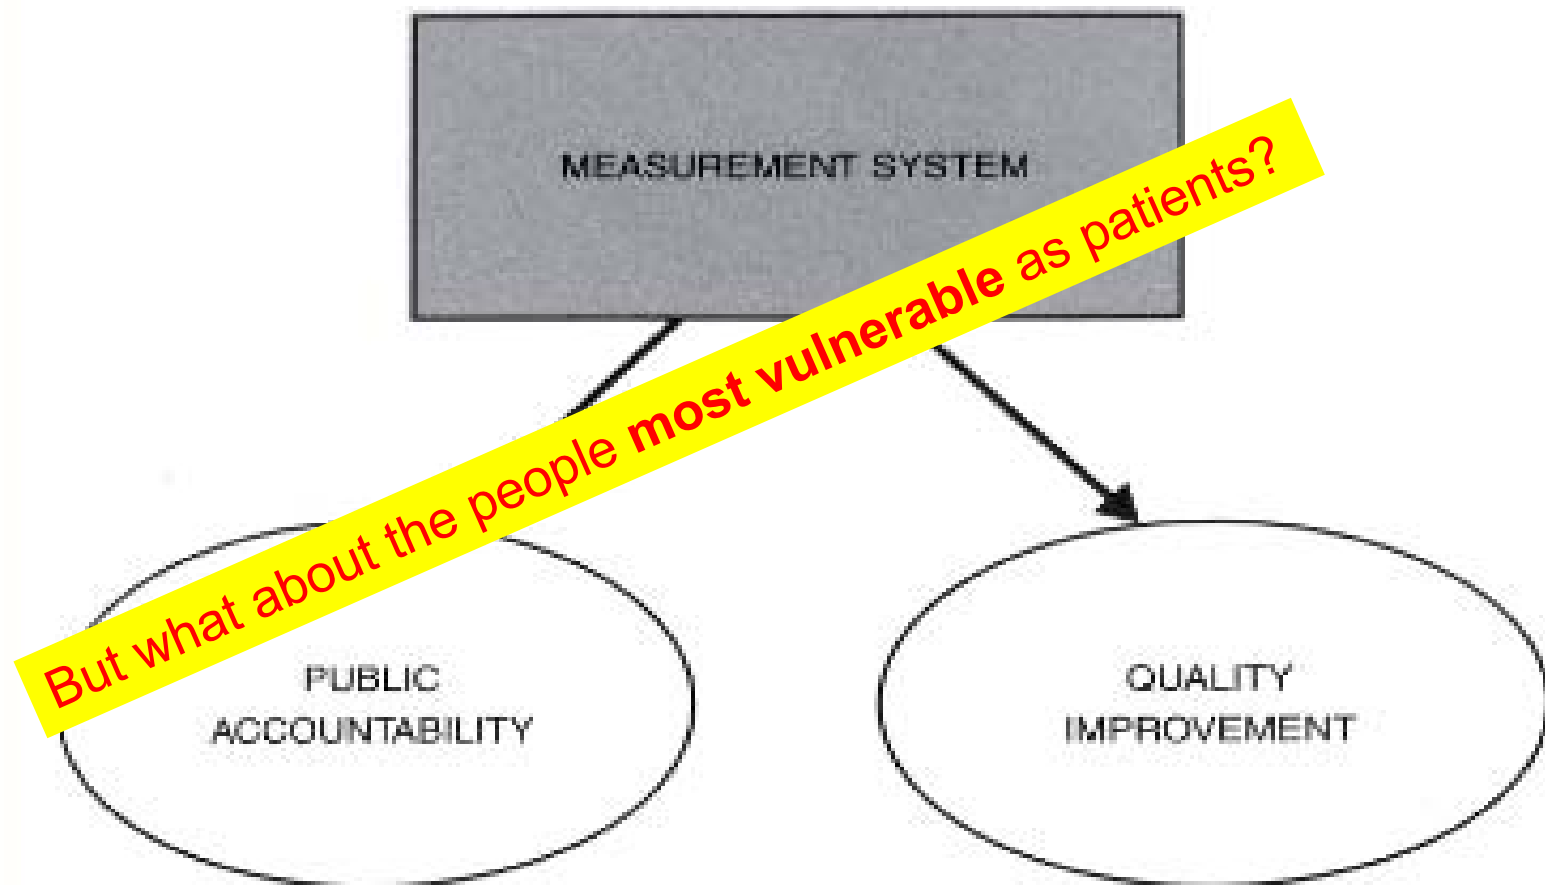 MEASUREMENT SYSTEM
But what about the people most vulnerable as patients?
PUBLIC
ACCOUNTABILITY
QUALITY
IMPROVEMENT